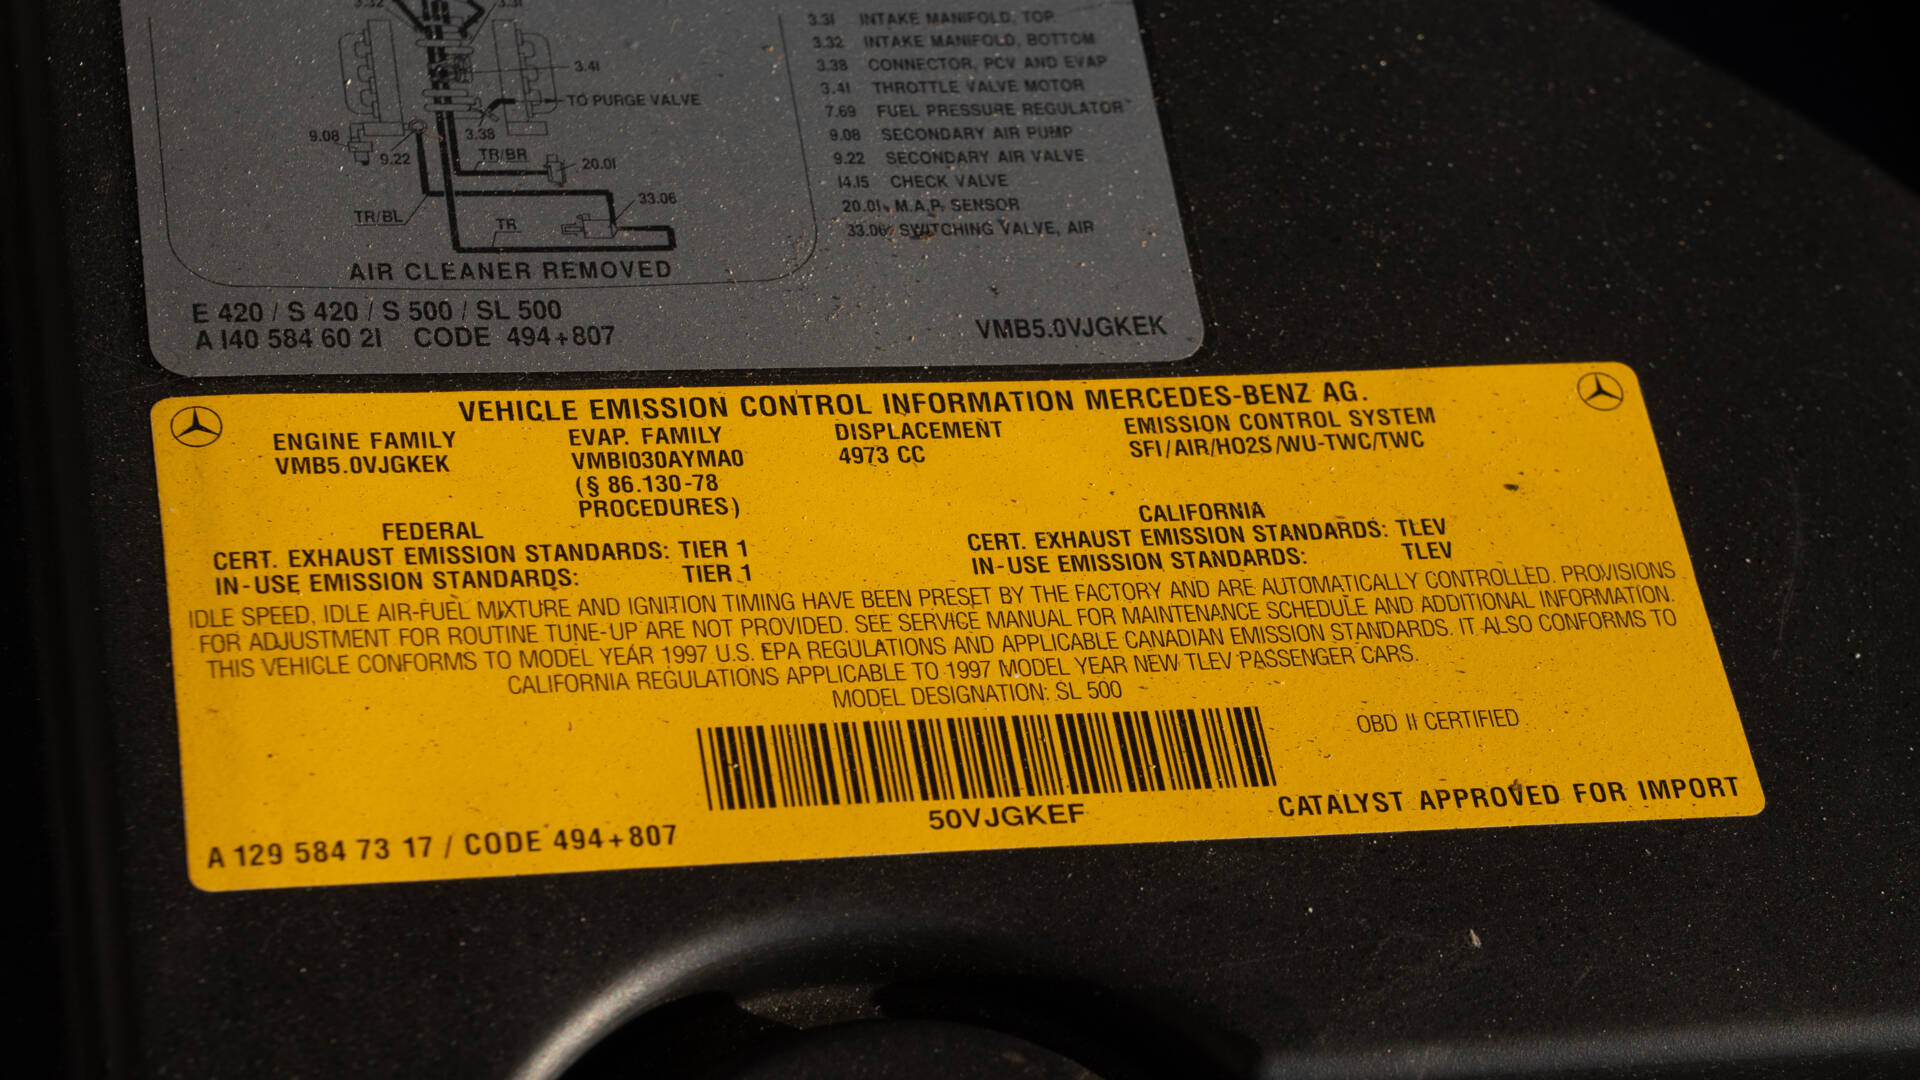 3.32
3.31
3.41
TO PURGE VALVE
9.08
3.38
9.22
TR/BR
20.01
33.06
TR/BL
TR
AIR CLEANER REMOVED
3.31 INTAKE MANIFOLD, TOP
3.32 INTAKE MANIFOLD, BOTTOM
3.38 CONNECTOR, PCV AND EVAP
3.41 THROTTLE VALVE MOTOR
7.69 FUEL PRESSURE REGULATOR
9.08 SECONDARY AIR PUMP
9.22 SECONDARY AIR VALVE
14.15 CHECK VALVE
20.01 M.A.P. SENSOR
33.06 SWITCHING VALVE, AIR
E 420 / S 420 / S 500 / SL 500
A 140 584 60 21 CODE 494+807
VMB5.0VJGKEK
VEHICLE EMISSION CONTROL INFORMATION MERCEDES-BENZ AG.
ENGINE FAMILY
VMB5.0VJGKEK
EVAP. FAMILY
VMB1030AYMA0
(§ 86.130-78
PROCEDURES)
DISPLACEMENT
4973 CC
EMISSION CONTROL SYSTEM
SFI/AIR/HO2S/WU-TWC/TWC
FEDERAL
CERT. EXHAUST EMISSION STANDARDS: TIER 1
IN-USE EMISSION STANDARDS: TIER 1
CALIFORNIA
CERT. EXHAUST EMISSION STANDARDS: TLEV
IN-USE EMISSION STANDARDS: TLEV
IDLE SPEED, IDLE AIR-FUEL MIXTURE AND IGNITION TIMING HAVE BEEN PRESET BY THE FACTORY AND ARE AUTOMATICALLY CONTROLLED. PROVISIONS
FOR ADJUSTMENT FOR ROUTINE TUNE-UP ARE NOT PROVIDED. SEE SERVICE MANUAL FOR MAINTENANCE SCHEDULE AND ADDITIONAL INFORMATION.
THIS VEHICLE CONFORMS TO MODEL YEAR 1997 U.S. EPA REGULATIONS AND APPLICABLE CANADIAN EMISSION STANDARDS. IT ALSO CONFORMS TO
CALIFORNIA REGULATIONS APPLICABLE TO 1997 MODEL YEAR NEW TLEV PASSENGER CARS.
MODEL DESIGNATION: SL 500
OBD II CERTIFIED
50VJGKEF
CATALYST APPROVED FOR IMPORT
A 129 584 73 17 / CODE 494+807